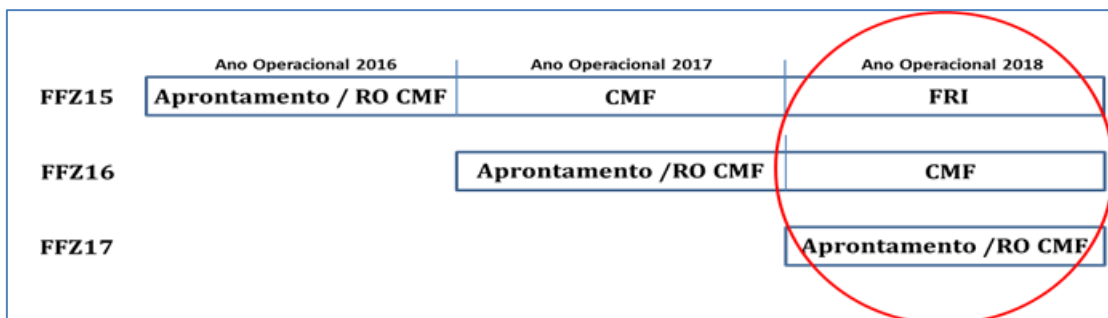 Ano Operacional 2016 Ano Operacional 2017 Ano Operacional 2018
FFZ15 Aprontamento / RO CMF CMF FRI
FFZ16 Aprontamento /RO CMF CMF
FFZ17 Aprontamento /RO CMF